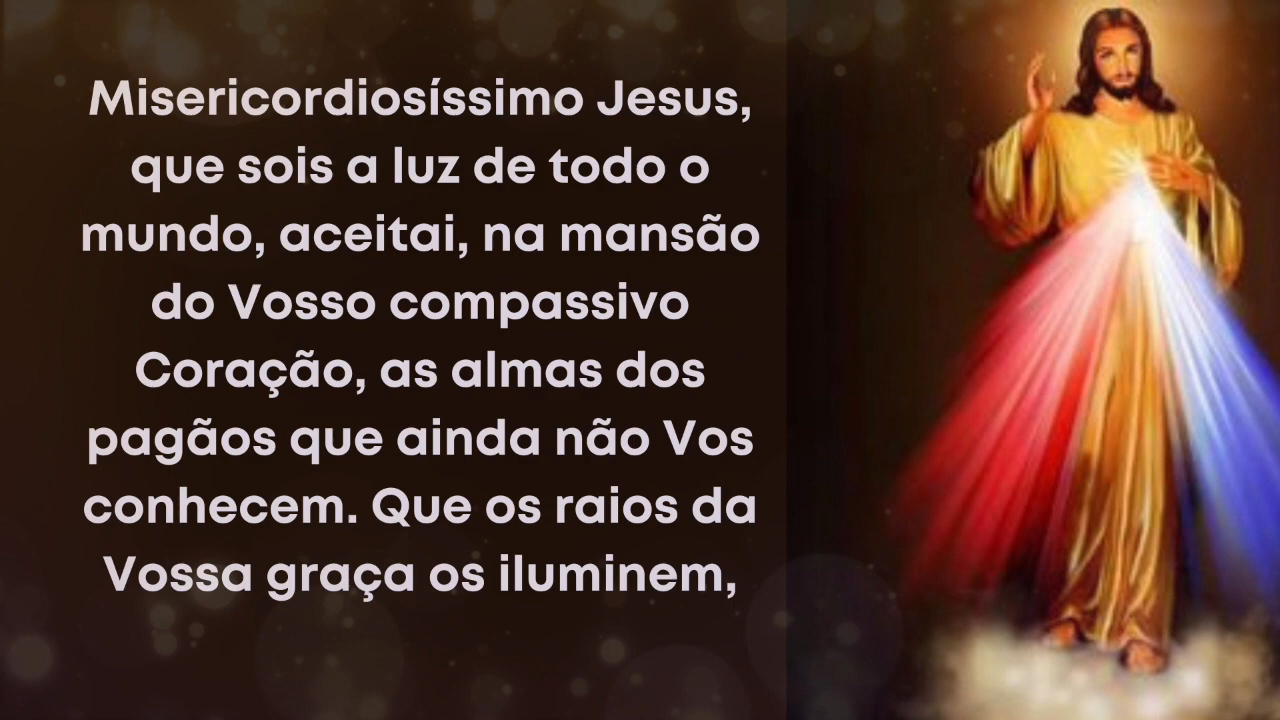 Misericordiosíssimo Jesus,
que sois a luz de todo o
mundo, aceitai, na mansão
do Vosso compassivo
Coração, as almas dos
pagãos que ainda não Vos
conhecem. Que os raios da
Vossa graça os iluminem,